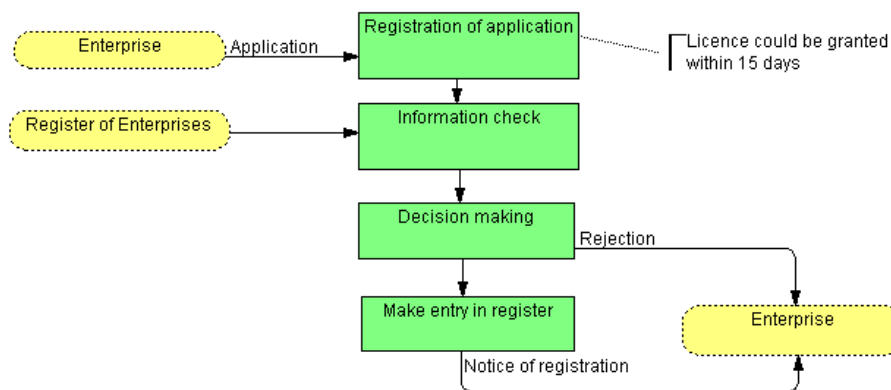 Enterprise
Application
Registration of application
Licence could be granted
within 15 days
Register of Enterprises
Information check
Decision making
Rejection
Make entry in register
Enterprise
Notice of registration